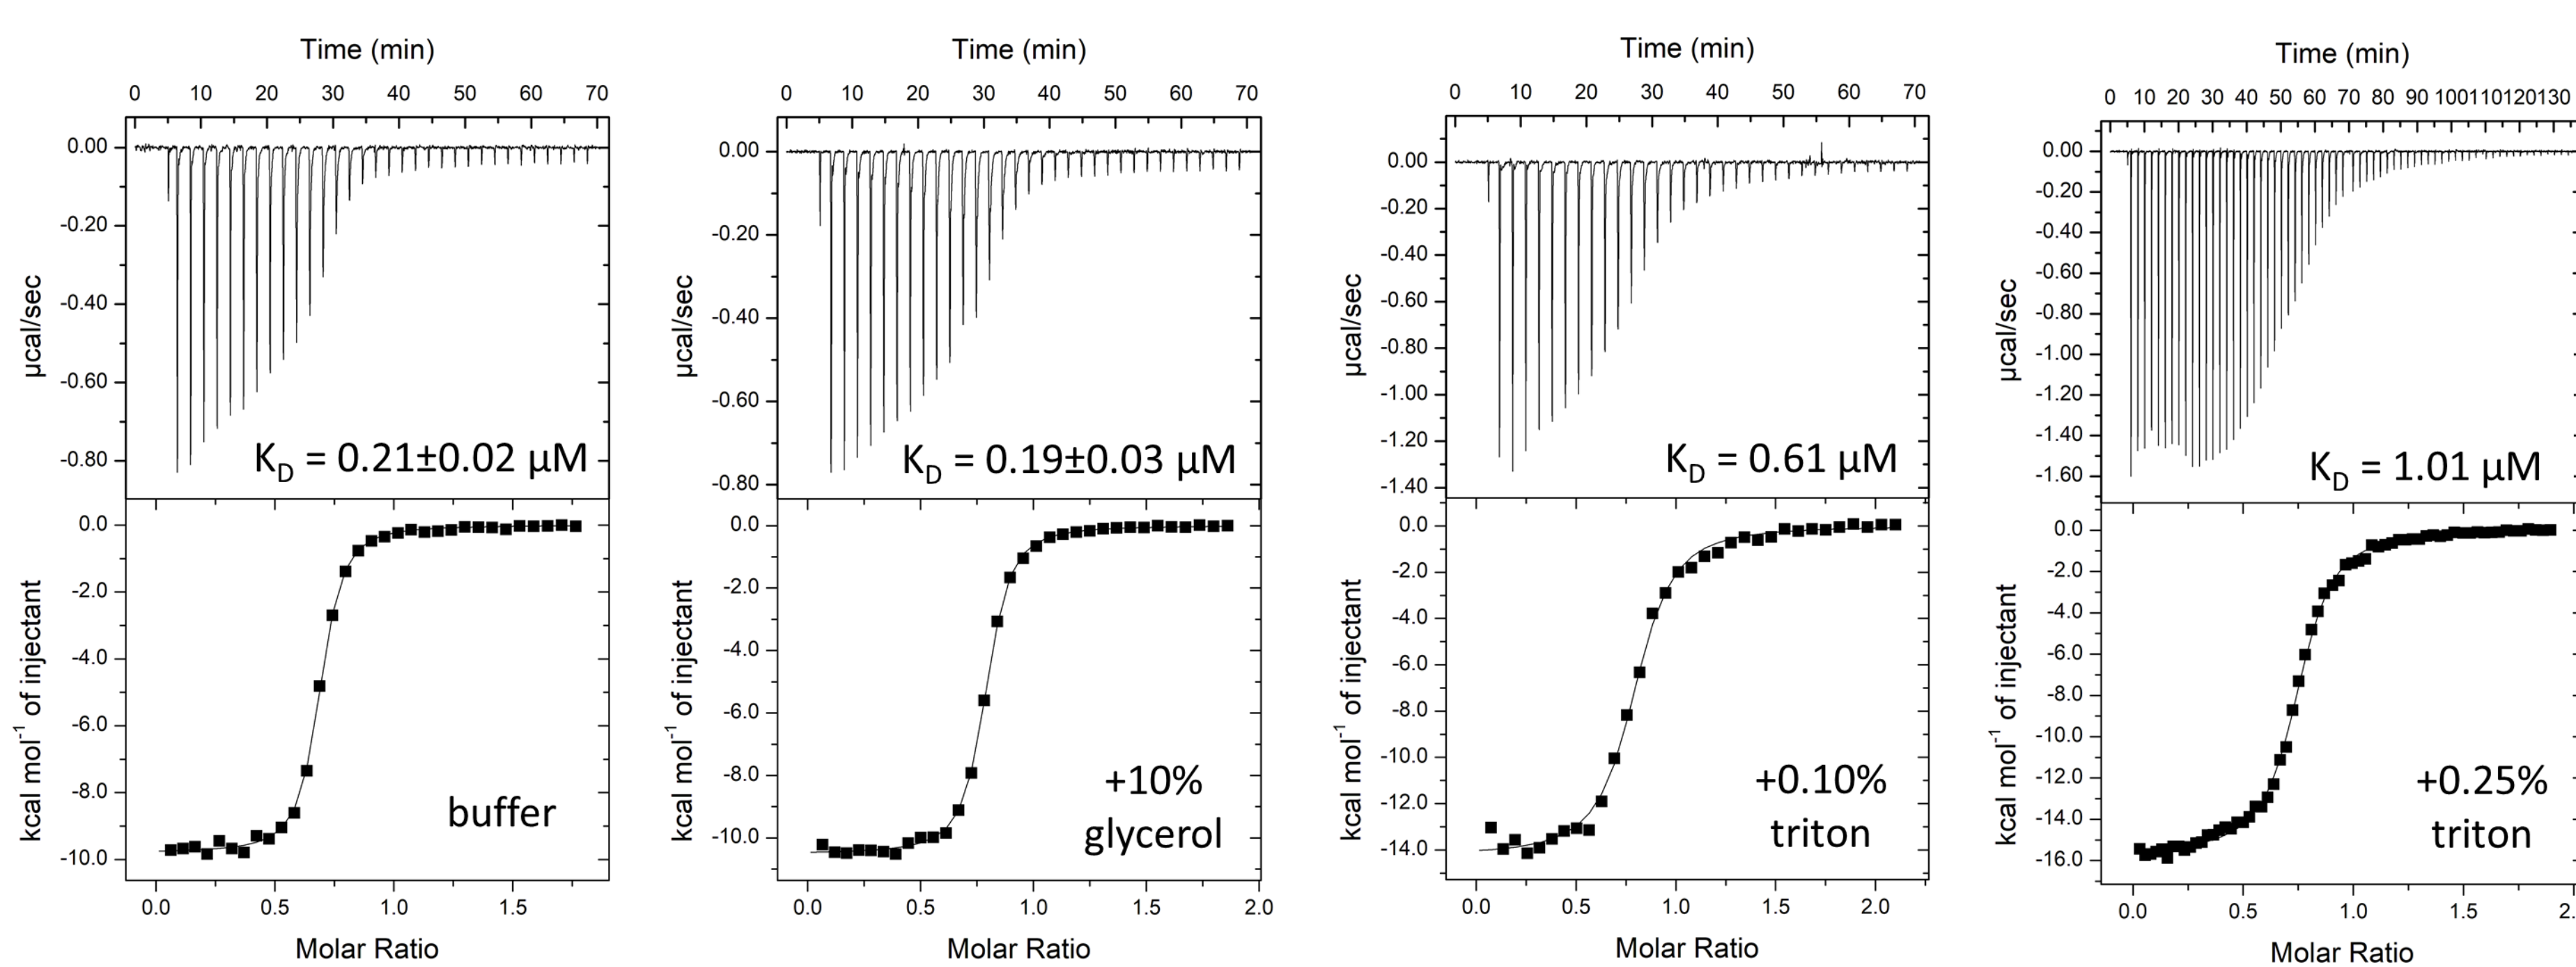 Time (min)
0 10 20 30 40 50 60 70
0.00
-0.20
-0.40
-0.60
-0.80
µcal/sec
K_D = 0.21±0.02 µM
0.0
-2.0
-4.0
-6.0
-8.0
-10.0
kcal mol⁻¹ of injectant
buffer
0.0 0.5 1.0 1.5
Molar Ratio
Time (min)
0 10 20 30 40 50 60 70
0.00
-0.20
-0.40
-0.60
-0.80
µcal/sec
K_D = 0.19±0.03 µM
0.0
-2.0
-4.0
-6.0
-8.0
-10.0
kcal mol⁻¹ of injectant
+10%
glycerol
0.0 0.5 1.0 1.5 2.0
Molar Ratio
Time (min)
0 10 20 30 40 50 60 70
0.00
-0.20
-0.40
-0.60
-0.80
-1.00
-1.20
-1.40
µcal/sec
K_D = 0.61 µM
0.0
-2.0
-4.0
-6.0
-8.0
-10.0
-12.0
-14.0
kcal mol⁻¹ of injectant
+0.10%
triton
0.0 0.5 1.0 1.5 2.0
Molar Ratio
Time (min)
0 10 20 30 40 50 60 70 80 90 100110120130
0.00
-0.20
-0.40
-0.60
-0.80
-1.00
-1.20
-1.40
-1.60
µcal/sec
K_D = 1.01 µM
0.0
-2.0
-4.0
-6.0
-8.0
-10.0
-12.0
-14.0
-16.0
kcal mol⁻¹ of injectant
+0.25%
triton
0.0 0.5 1.0 1.5 2.
Molar Ratio